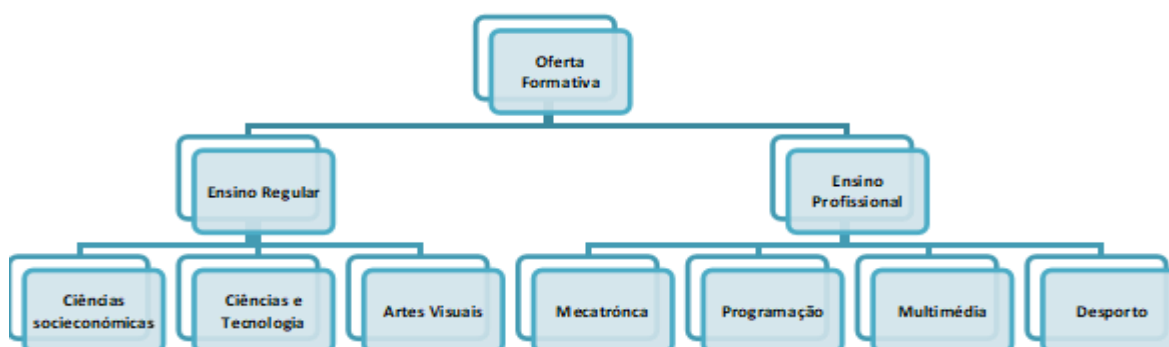 Oferta
Formativa
Ensino Regular
Ensino
Profissional
Ciências
socieconómicas
Ciências e
Tecnologia
Artes Visuais
Mecatrónca
Programação
Multimédia
Desporto